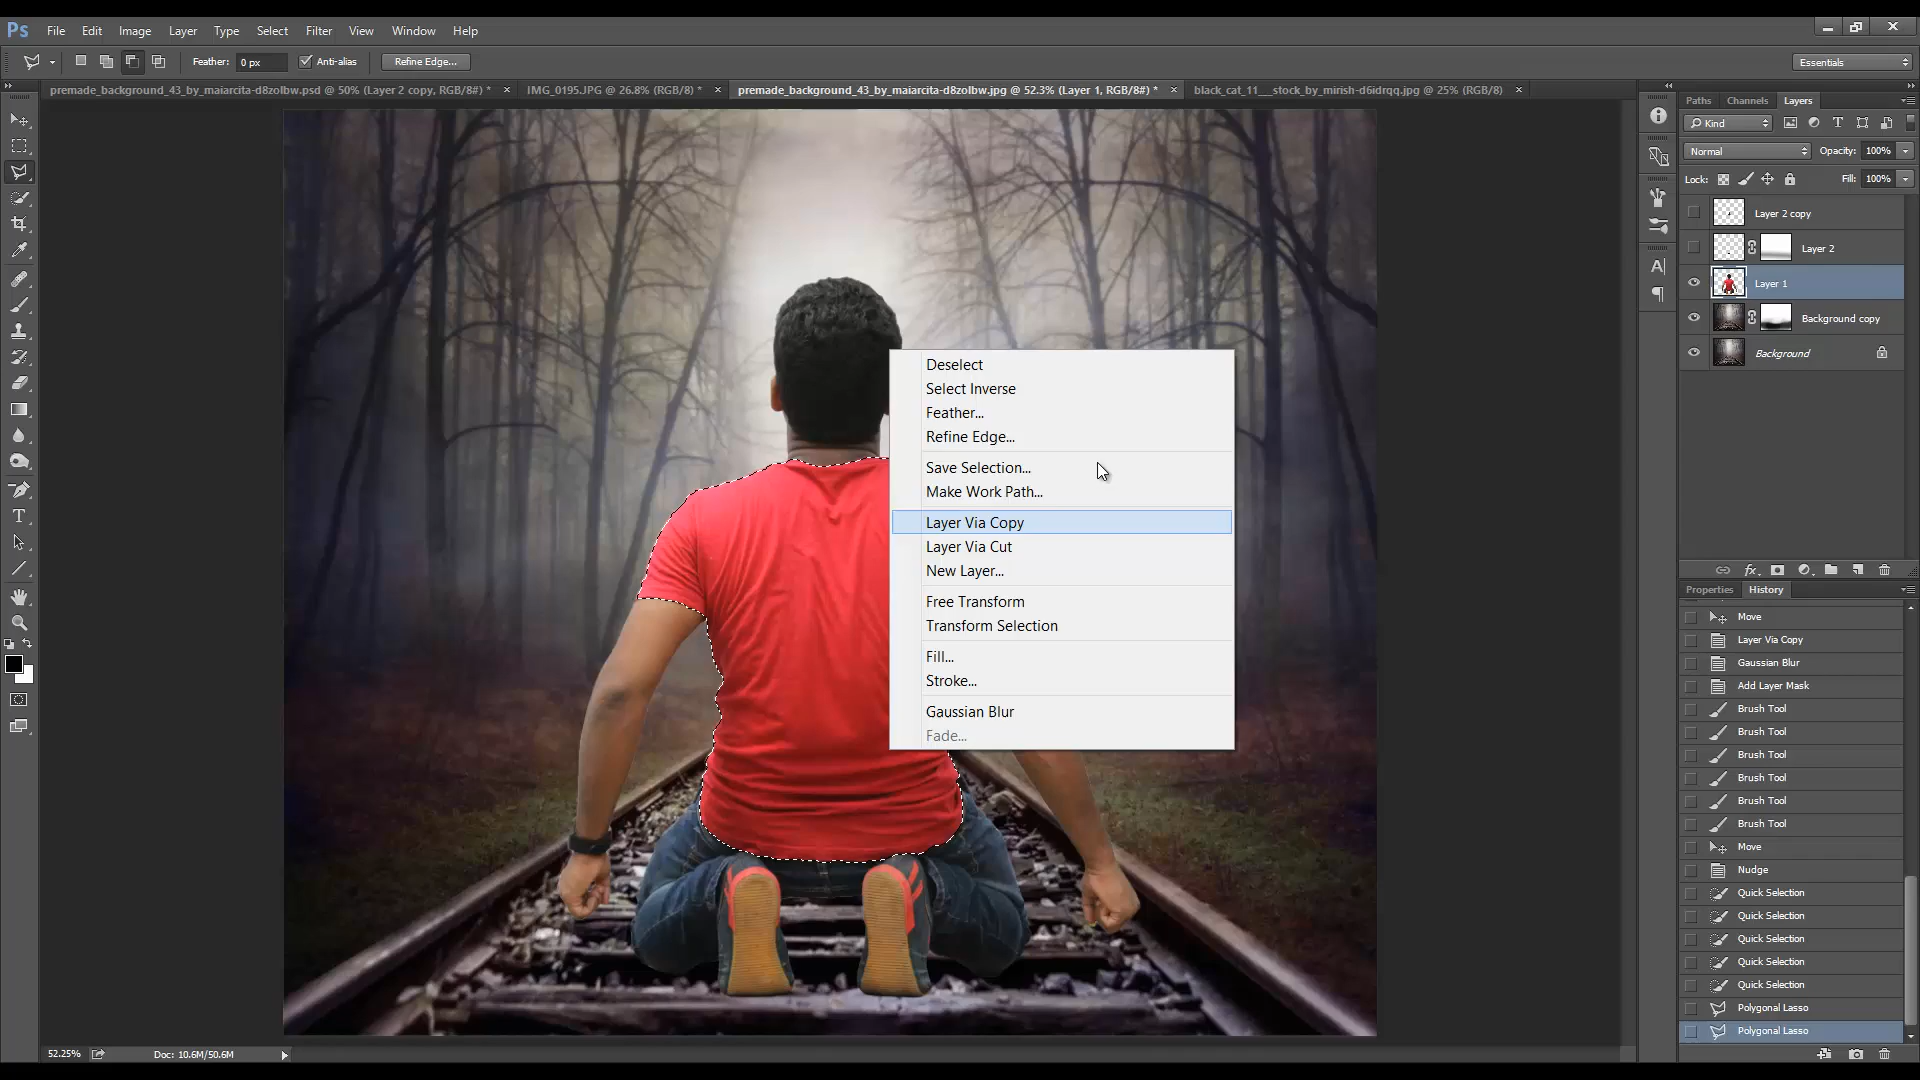 Ps File Edit Image Layer Type Select Filter View Window Help
Feather: 0 px Anti-alias Refine Edge... Essentials
premade_background_43_by_maiarcita-d8zolbw.psd @ 50% (Layer 2 copy, RGB/8#) * × IMG_0195.JPG @ 26.8% (RGB/8) * × premade_background_43_by_maiarcita-d8zolbw.jpg @ 52.3% (Layer 1, RGB/8#) * × black_cat_11__stock_by_mirish-d6idrqq.jpg @ 25% (RGB/8) ×
Paths Channels Layers
Kind
Normal Opacity: 100%
Lock: Fill: 100%
Layer 2 copy
Layer 2
Layer 1
Background copy
Background
Deselect
Select Inverse
Feather...
Refine Edge...
Save Selection...
Make Work Path...
Layer Via Copy
Layer Via Cut
New Layer...
Free Transform
Transform Selection
Fill...
Stroke...
Gaussian Blur
Fade...
Properties History
Move
Layer Via Copy
Gaussian Blur
Add Layer Mask
Brush Tool
Brush Tool
Brush Tool
Brush Tool
Brush Tool
Brush Tool
Move
Nudge
Quick Selection
Quick Selection
Quick Selection
Quick Selection
Quick Selection
Polygonal Lasso
Polygonal Lasso
52.25% Doc: 10.6M/50.6M